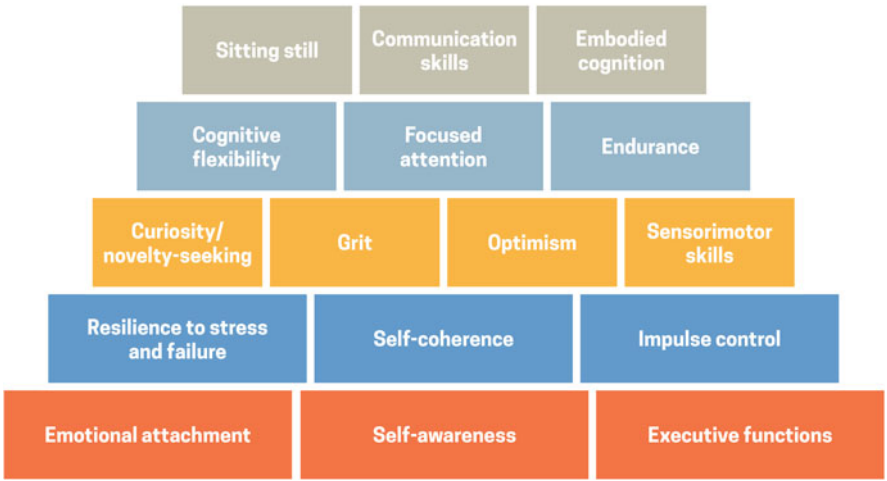 Sitting still
Communication
skills
Embodied
cognition
Cognitive
flexibility
Focused
attention
Endurance
Curiosity/
novelty-seeking
Grit
Optimism
Sensorimotor
skills
Resilience to stress
and failure
Self-coherence
Impulse control
Emotional attachment
Self-awareness
Executive functions